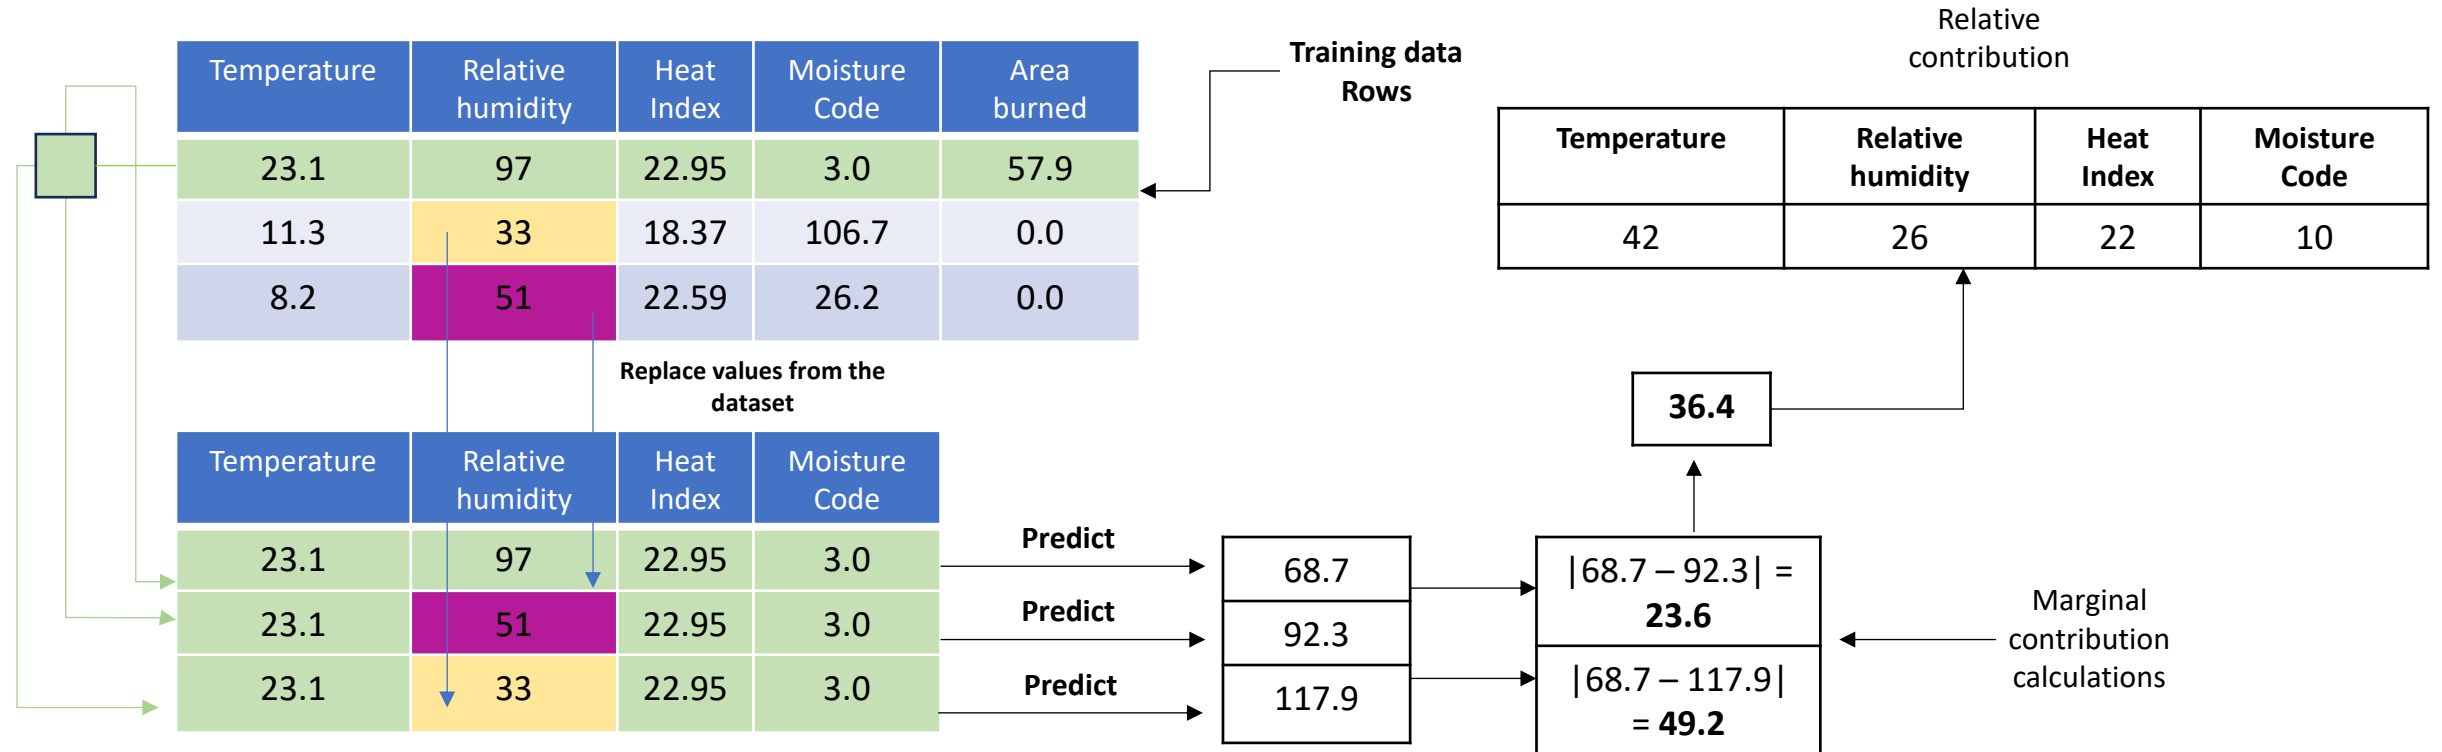 Relative
contribution
Training data
Rows
Temperature Relative humidity Heat Index Moisture Code Area burned
23.1 97 22.95 3.0 57.9
11.3 33 18.37 106.7 0.0
8.2 51 22.59 26.2 0.0
Temperature Relative humidity Heat Index Moisture Code
42 26 22 10
Replace values from the
dataset
36.4
Temperature Relative humidity Heat Index Moisture Code
23.1 97 22.95 3.0
23.1 51 22.95 3.0
23.1 33 22.95 3.0
Predict
Predict
Predict
68.7
92.3
117.9
|68.7 – 92.3| =
23.6
|68.7 – 117.9|
= 49.2
Marginal
contribution
calculations